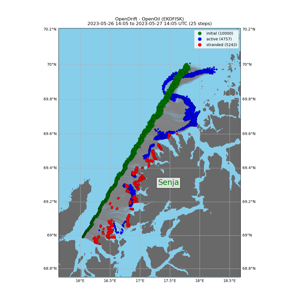 OpenDrift - OpenOil (EKOFISK)
2023-05-26 14:05 to 2023-05-27 14:05 UTC (25 steps)
initial (10000)
active (4757)
stranded (5243)
70.2°N
70.2°N
70°N
70°N
69.8°N
69.8°N
69.6°N
69.6°N
69.4°N
69.4°N
Senja
69.2°N
69.2°N
69°N
69°N
68.8°N
68.8°N
16°E
16.5°E
17°E
17.5°E
18°E
18.5°E